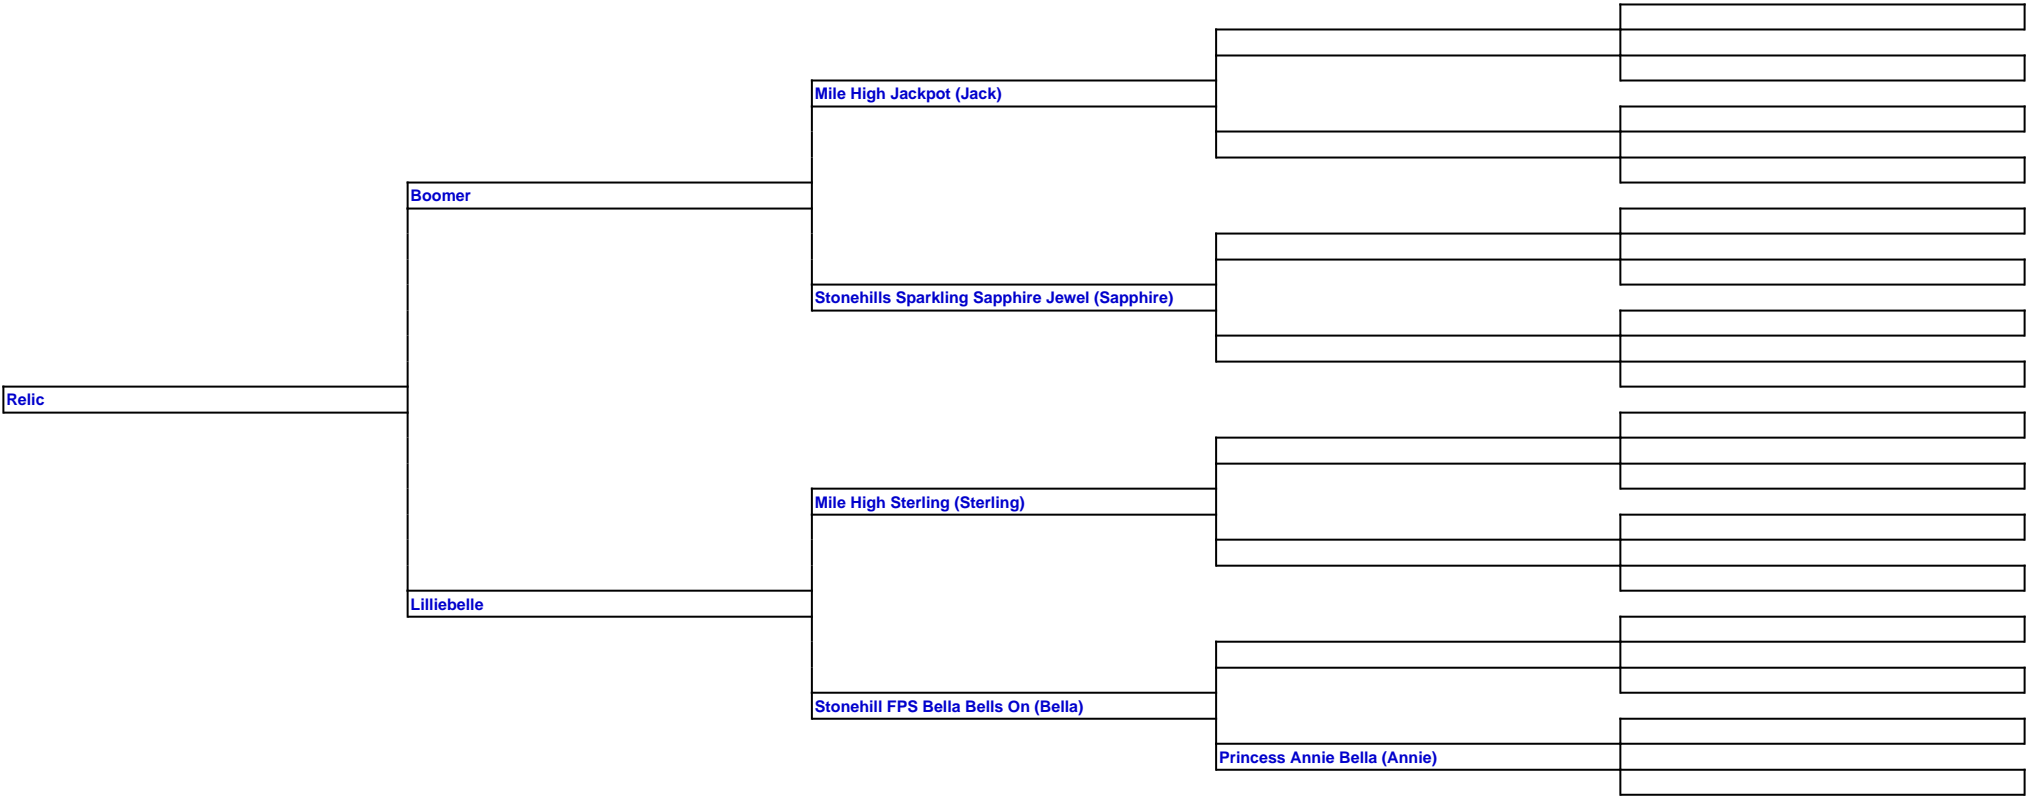 Mile High Jackpot (Jack)
Boomer
Stonehills Sparkling Sapphire Jewel (Sapphire)
Relic
Mile High Sterling (Sterling)
Lilliebelle
Stonehill FPS Bella Bells On (Bella)
Princess Annie Bella (Annie)